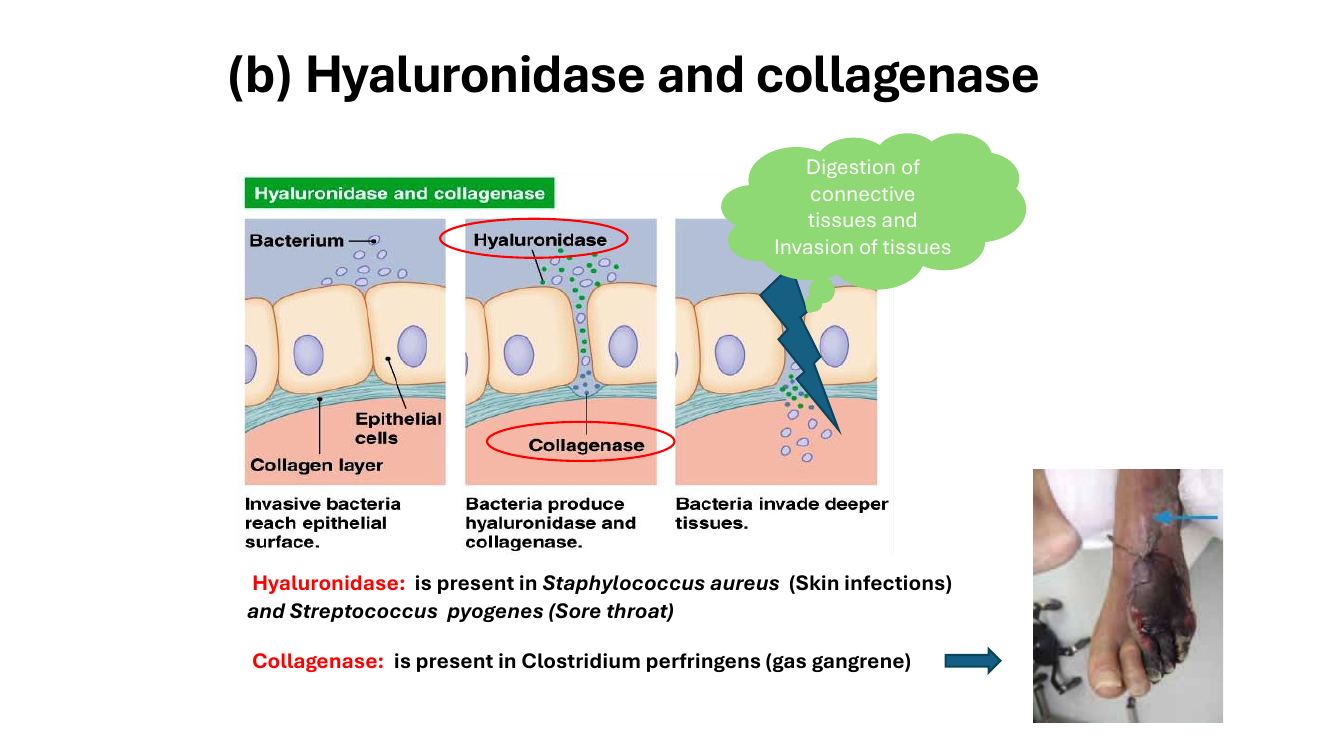 (b) Hyaluronidase and collagenase
Digestion of
connective
tissues and
Invasion of tissues
Hyaluronidase and collagenase
Bacterium
Epithelial
cells
Collagen layer
Hyaluronidase
Collagenase
Invasive bacteria
reach epithelial
surface.
Bacteria produce
hyaluronidase and
collagenase.
Bacteria invade deeper
tissues.
Hyaluronidase: is present in Staphylococcus aureus (Skin infections)
and Streptococcus pyogenes (Sore throat)
Collagenase: is present in Clostridium perfringens (gas gangrene)